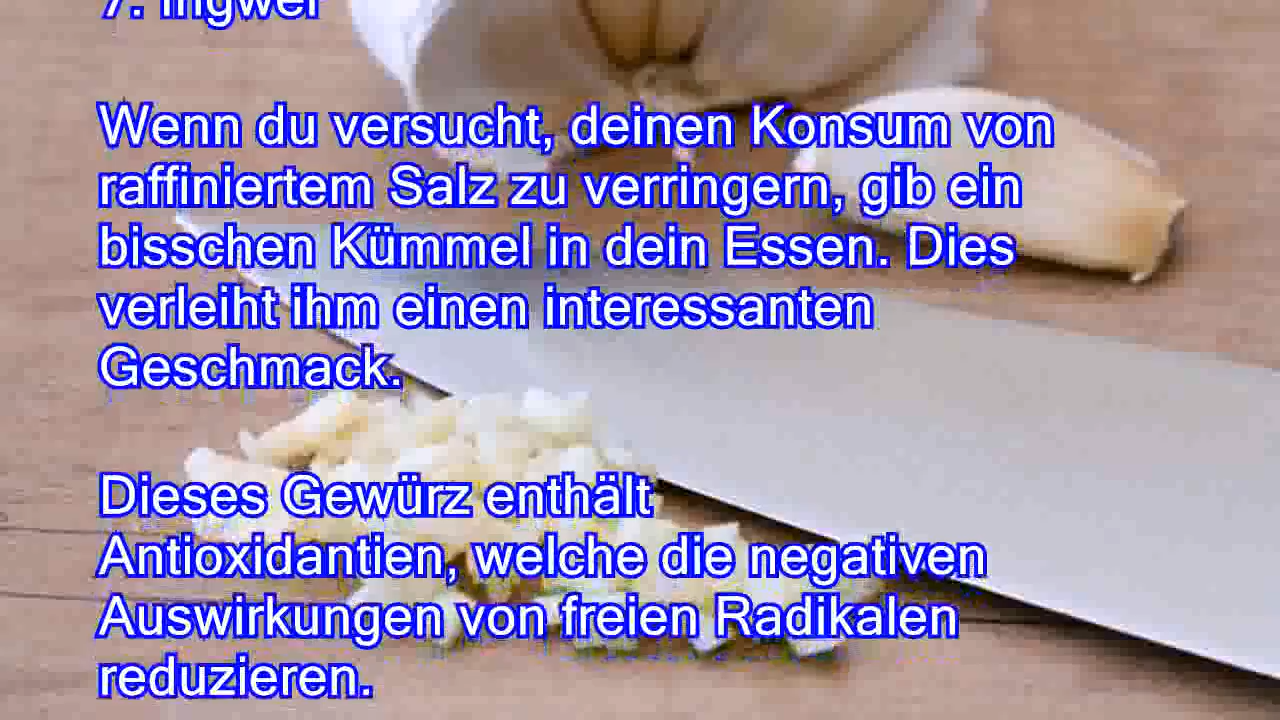 7. Ingwer
Wenn du versucht, deinen Konsum von
raffiniertem Salz zu verringern, gib ein
bisschen Kümmel in dein Essen. Dies
verleiht ihm einen interessanten
Geschmack.
Dieses Gewürz enthält
Antioxidantien, welche die negativen
Auswirkungen von freien Radikalen
reduzieren.